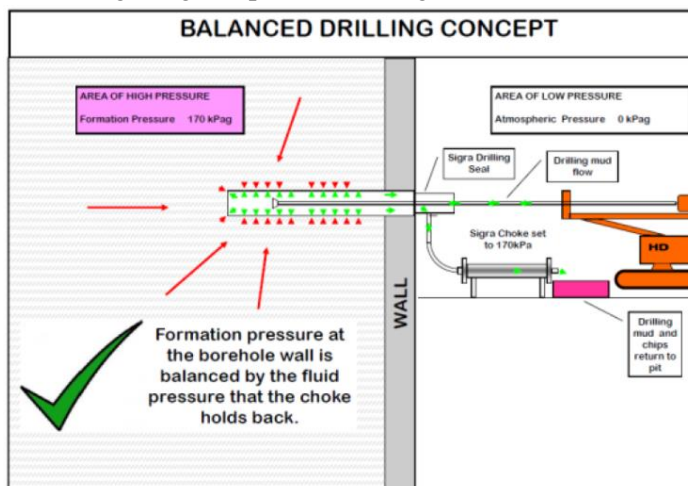 BALANCED DRILLING CONCEPT
AREA OF HIGH PRESSURE
Formation Pressure 170 kPag
AREA OF LOW PRESSURE
Atmospheric Pressure 0 kPag
Sigra Drilling
Seal
Drilling mud
flow
Sigra Choke set
to 170kPa
HD
WALL
Formation pressure at
the borehole wall is
balanced by the fluid
pressure that the choke
holds back.
Drilling
mud and
chips
return to
pit